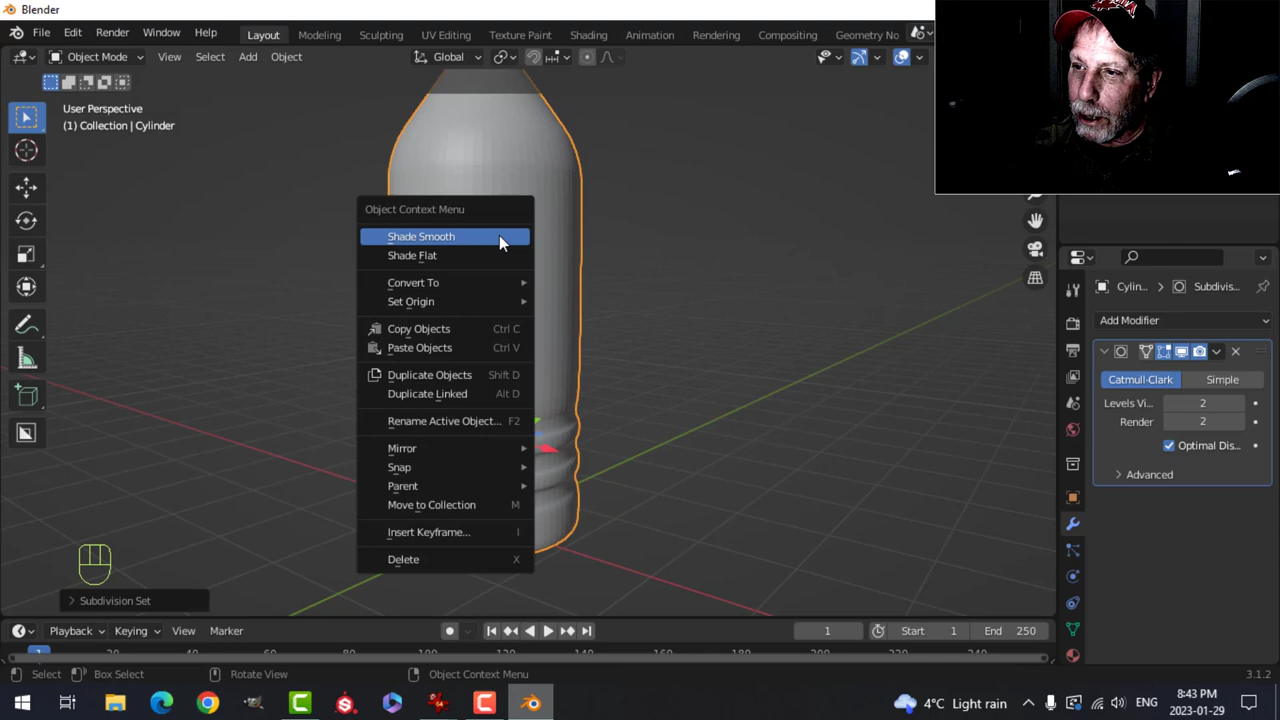 Blender
File Edit Render Window Help
Layout Modeling Sculpting UV Editing Texture Paint Shading Animation Rendering Compositing Geometry No
Object Mode View Select Add Object Global
User Perspective
(1) Collection | Cylinder
Object Context Menu
Shade Smooth
Shade Flat
Convert To
Set Origin
Copy Objects Ctrl C
Paste Objects Ctrl V
Duplicate Objects Shift D
Duplicate Linked Alt D
Rename Active Object... F2
Mirror
Snap
Parent
Move to Collection M
Insert Keyframe... I
Delete X
Cylin... Subdivis...
Add Modifier
Catmull-Clark Simple
Levels Vi... 2
Render 2
Optimal Dis...
Advanced
Subdivision Set
Playback Keying View Marker 1 Start 1 End 250
Select Box Select Rotate View Object Context Menu 3.1.2
4°C Light rain ENG 8:43 PM
2023-01-29